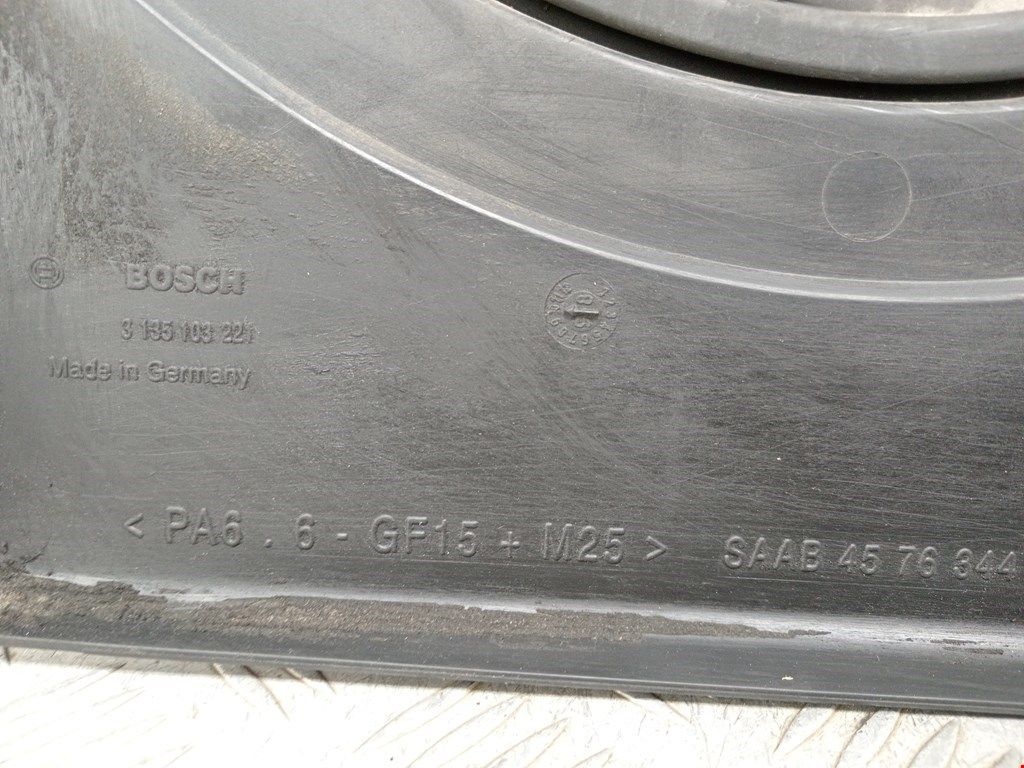 BOSCH
3 135 103 221
Made in Germany
< PA6 . 6 - GF15 + M25 > SAAB 45 76 344